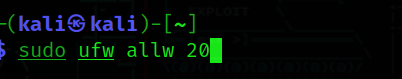 -(kali㉿kali)-[~]
$ sudo ufw allw 20